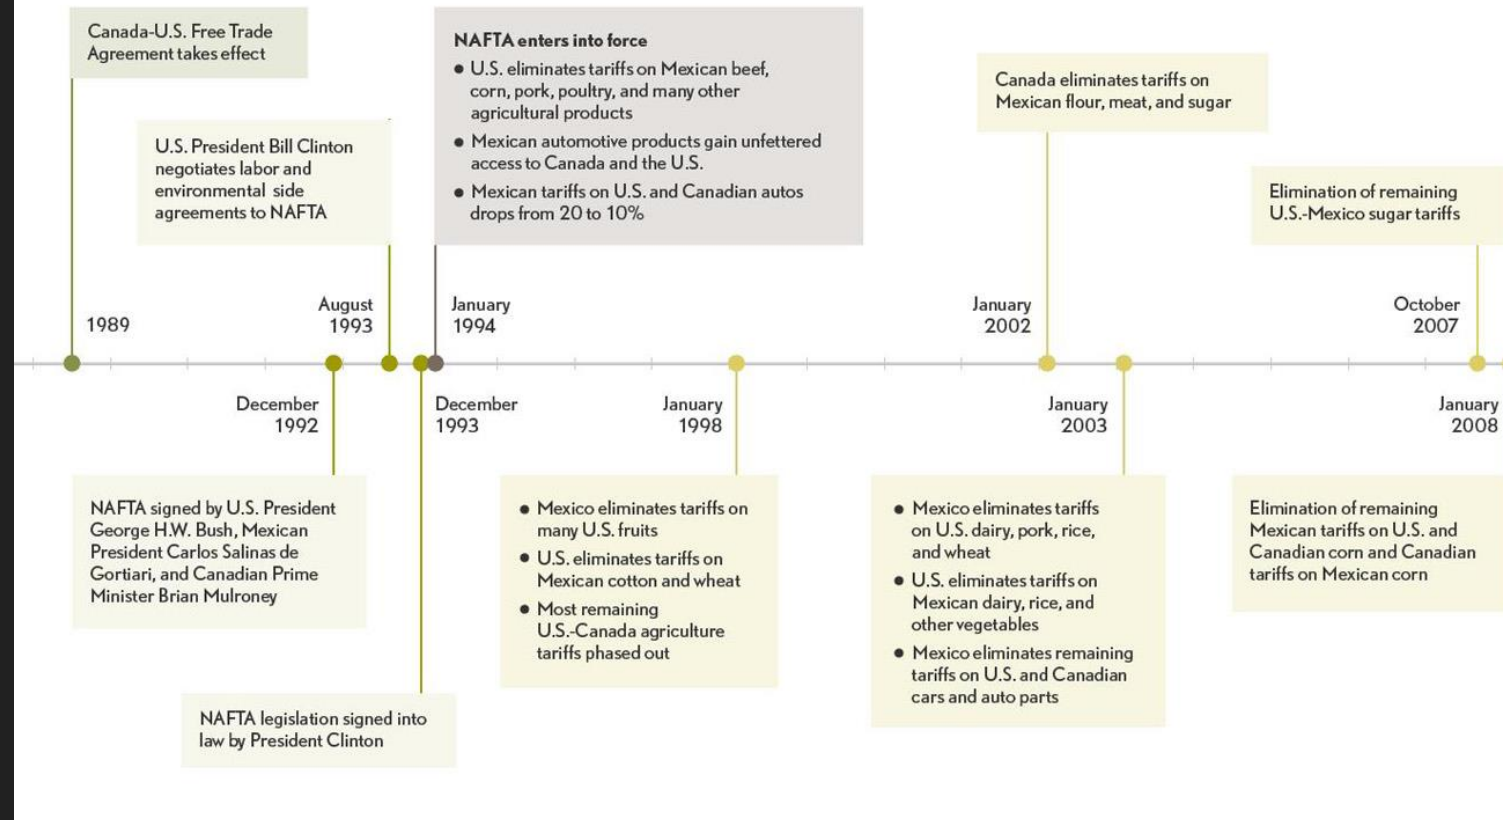 Canada-U.S. Free Trade
Agreement takes effect
U.S. President Bill Clinton
negotiates labor and
environmental side
agreements to NAFTA
NAFTA enters into force
● U.S. eliminates tariffs on Mexican beef,
corn, pork, poultry, and many other
agricultural products
● Mexican automotive products gain unfettered
access to Canada and the U.S.
● Mexican tariffs on U.S. and Canadian autos
drops from 20 to 10%
Canada eliminates tariffs on
Mexican flour, meat, and sugar
Elimination of remaining
U.S.-Mexico sugar tariffs
1989
August
1993
January
1994
January
2002
October
2007
December
1992
December
1993
January
1998
January
2003
January
2008
NAFTA signed by U.S. President
George H.W. Bush, Mexican
President Carlos Salinas de
Gortiari, and Canadian Prime
Minister Brian Mulroney
● Mexico eliminates tariffs on
many U.S. fruits
● U.S. eliminates tariffs on
Mexican cotton and wheat
● Most remaining
U.S.-Canada agriculture
tariffs phased out
● Mexico eliminates tariffs
on U.S. dairy, pork, rice,
and wheat
● U.S. eliminates tariffs on
Mexican dairy, rice, and
other vegetables
● Mexico eliminates remaining
tariffs on U.S. and Canadian
cars and auto parts
Elimination of remaining
Mexican tariffs on U.S. and
Canadian corn and Canadian
tariffs on Mexican corn
NAFTA legislation signed into
law by President Clinton